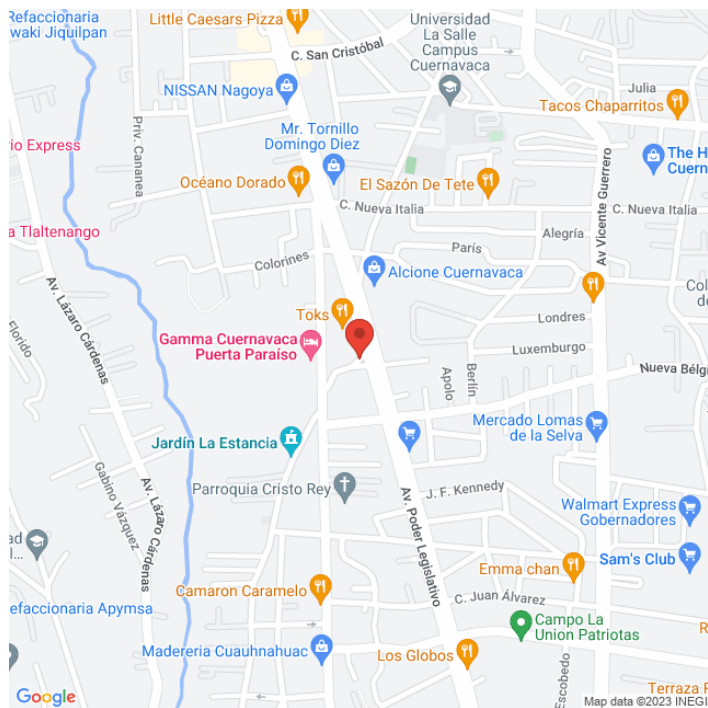 Refaccionaria
waki Jiquilpan
Little Caesars Pizza
Universidad
La Salle
Campus
Cuernavaca
C. San Cristóbal
NISSAN Nagoya
Julia
Tacos Chaparritos
Priv. Cananea
Mr. Tornillo
Domingo Diez
rio Express
The H
Cuern
Océano Dorado
El Sazón De Tete
Av Vicente Guerrero
C. Nueva Italia
C. Nueva Italia
a Tlaltenango
Alegría
París
Colorines
Alcione Cuernavaca
Col
de
Av. Lázaro Cárdenas
Toks
Londres
Florido
Gamma Cuernavaca
Puerta Paraíso
Luxemburgo
Berlín
Apolo
Nueva Bélgi
Mercado Lomas
de la Selva
Jardín La Estancia
Gabino Vázquez
Av. Lázaro Cárdenas
Parroquia Cristo Rey
J. F. Kennedy
Av. Poder Legislativo
Walmart Express
Gobernadores
ad
l...
Sam's Club
Emma chan
Camaron Caramelo
C. Juan Álvarez
efaccionaria Apymsa
Campo La
Union Patriotas
R
Madereria Cuauhnahuac
Los Globos
Escobedo
Terraza F
Google
Map data ©2023 INEGI